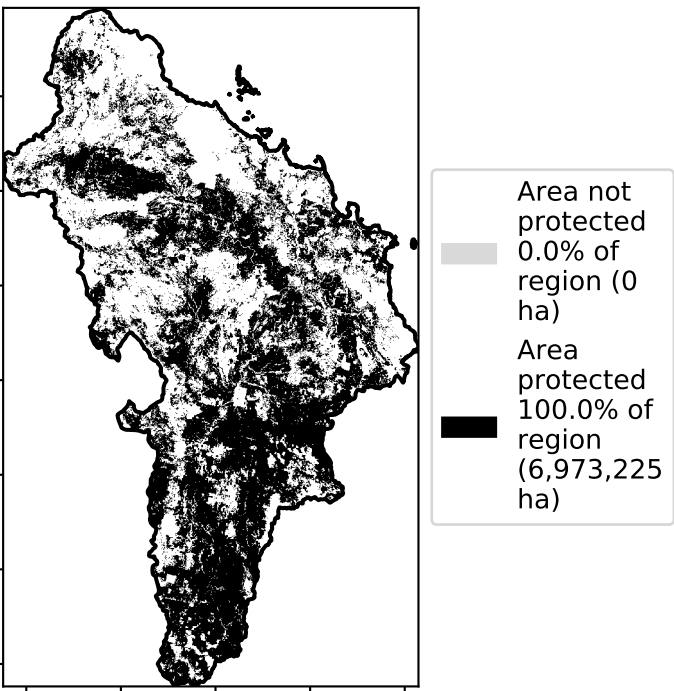 Area not
protected
0.0% of
region (0
ha)
Area
protected
100.0% of
region
(6,973,225
ha)